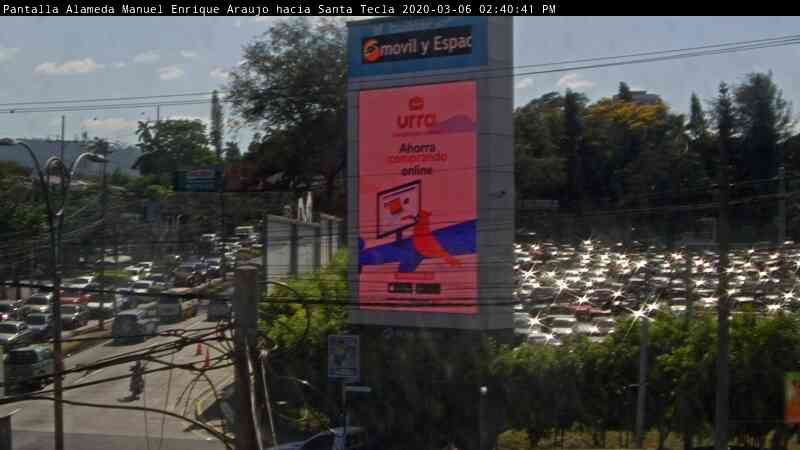 Pantalla Alameda Manuel Enrique Araujo hacia Santa Tecla 2020-03-06 02:40:41 PM
movil y Espac
urra
Ahorra
comprando
online
M